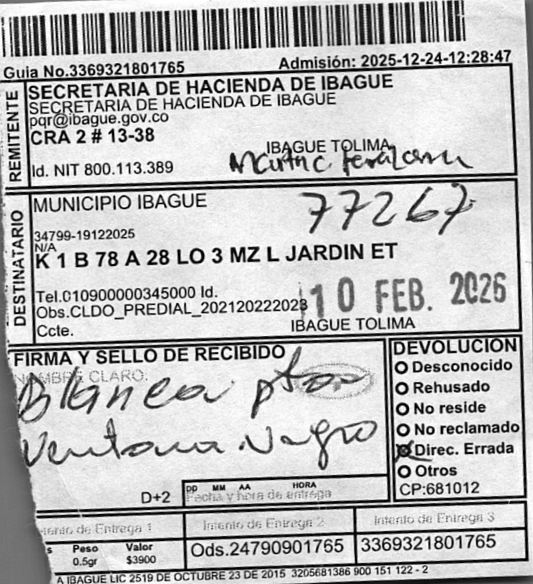 Guia No.3369321801765
Admisión: 2025-12-24-12:28:47
REMITENTE
SECRETARIA DE HACIENDA DE IBAGUE
SECRETARIA DE HACIENDA DE IBAGUE
pqr@ibague.gov.co
CRA 2 # 13-38
IBAGUE TOLIMA
Id. NIT 800.113.389
DESTINATARIO
MUNICIPIO IBAGUE
77267
34799-19122025
N/A
K 1 B 78 A 28 LO 3 MZ L JARDIN ET
Tel.010900000345000 Id.
Obs.CLDO_PREDIAL_202120222023
10 FEB. 2026
Ccte.
IBAGUE TOLIMA
FIRMA Y SELLO DE RECIBIDO
NOMBRE CLARO.
Blanca
Ventana Negro
DEVOLUCION
Desconocido
Rehusado
No reside
No reclamado
Direc. Errada
Otros
CP:681012
D+2
DD MM AA HORA
Fecha y hora de entrega
Intento de Entrega 1
Intento de Entrega 2
Intento de Entrega 3
Peso
0.5gr
Valor
$3900
Ods.24790901765
3369321801765
A IBAGUE LIC 2519 DE OCTUBRE 23 DE 2015 3205681386 900 151 122 - 2